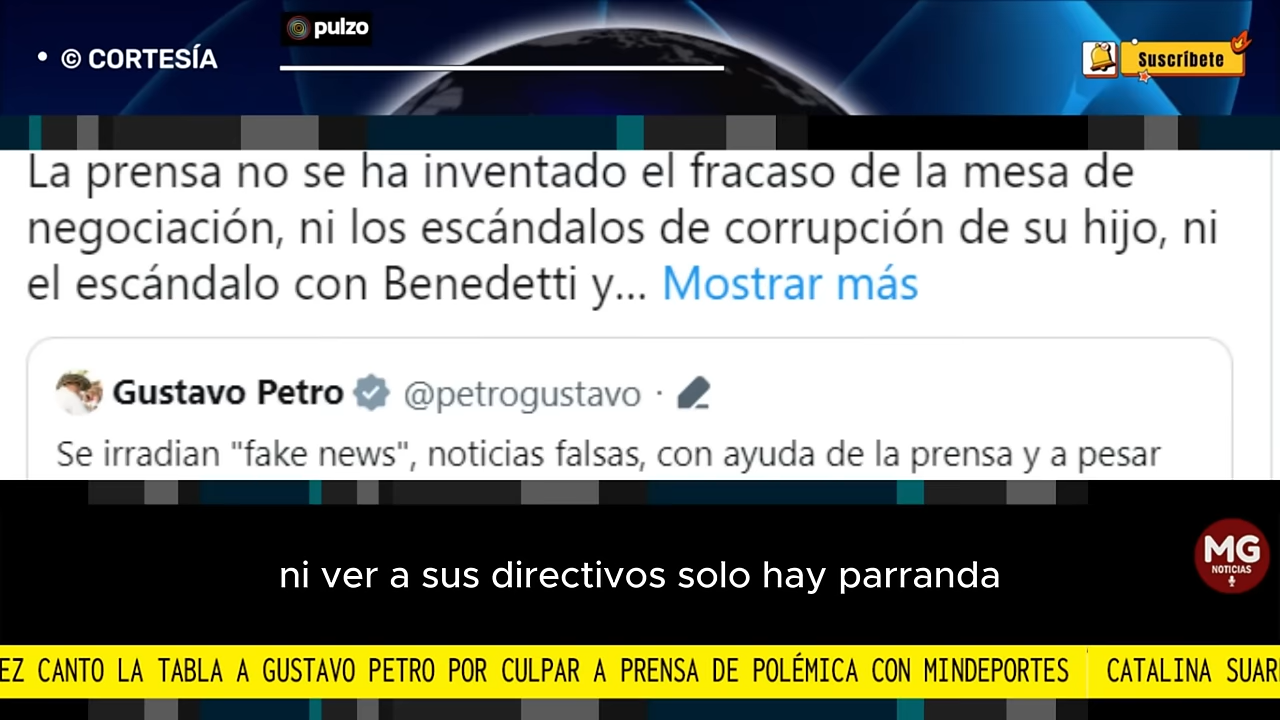 • © CORTESÍA
pulzo
Suscríbete
La prensa no se ha inventado el fracaso de la mesa de
negociación, ni los escándalos de corrupción de su hijo, ni
el escándalo con Benedetti y... Mostrar más
Gustavo Petro @petrogustavo ·
Se irradian "fake news", noticias falsas, con ayuda de la prensa y a pesar
ni ver a sus directivos solo hay parranda
MG
NOTICIAS
EZ CANTO LA TABLA A GUSTAVO PETRO POR CULPAR A PRENSA DE POLÉMICA CON MINDEPORTES CATALINA SUAR